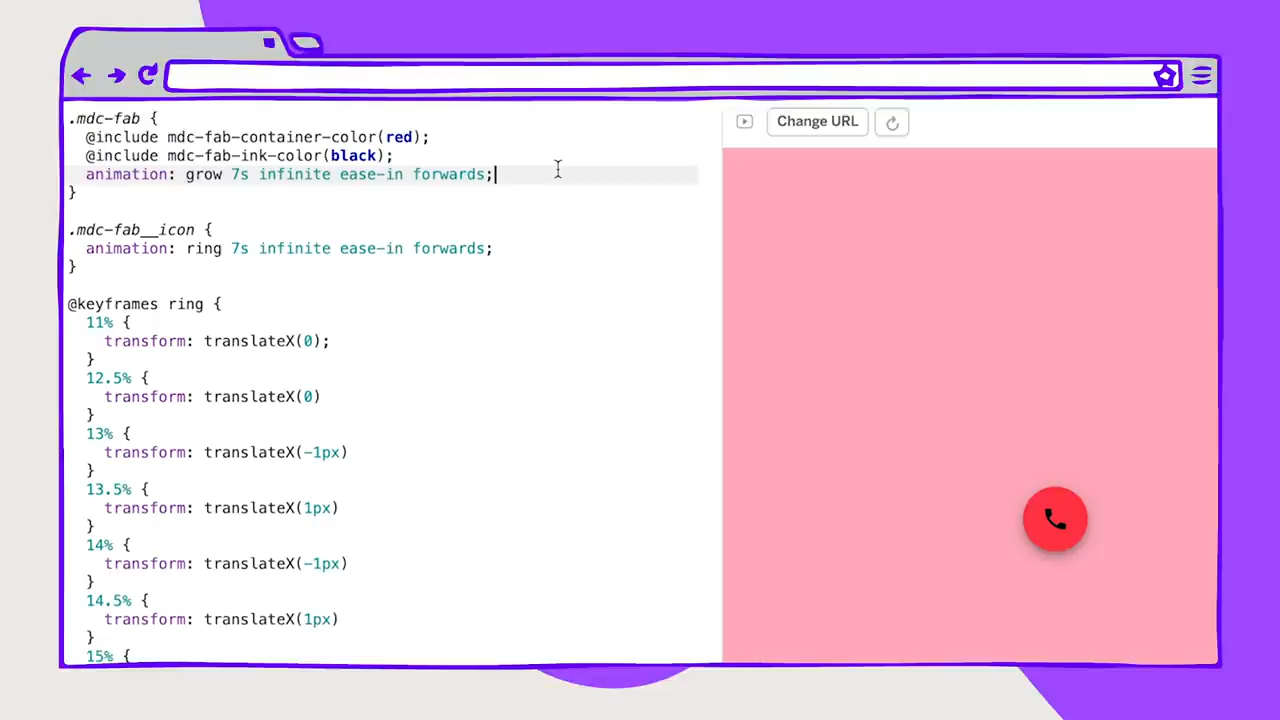 Change URL
.mdc-fab {
@include mdc-fab-container-color(red);
@include mdc-fab-ink-color(black);
animation: grow 7s infinite ease-in forwards;
}
.mdc-fab__icon {
animation: ring 7s infinite ease-in forwards;
}
@keyframes ring {
11% {
transform: translateX(0);
}
12.5% {
transform: translateX(0)
}
13% {
transform: translateX(-1px)
}
13.5% {
transform: translateX(1px)
}
14% {
transform: translateX(-1px)
}
14.5% {
transform: translateX(1px)
}
15% {